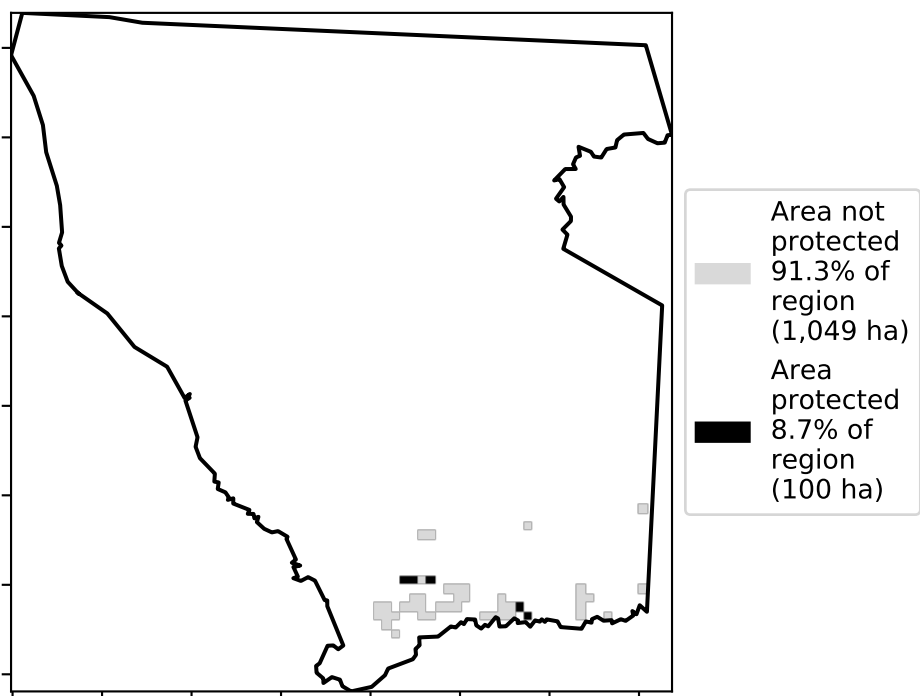 Area not
protected
91.3% of
region
(1,049 ha)
Area
protected
8.7% of
region
(100 ha)